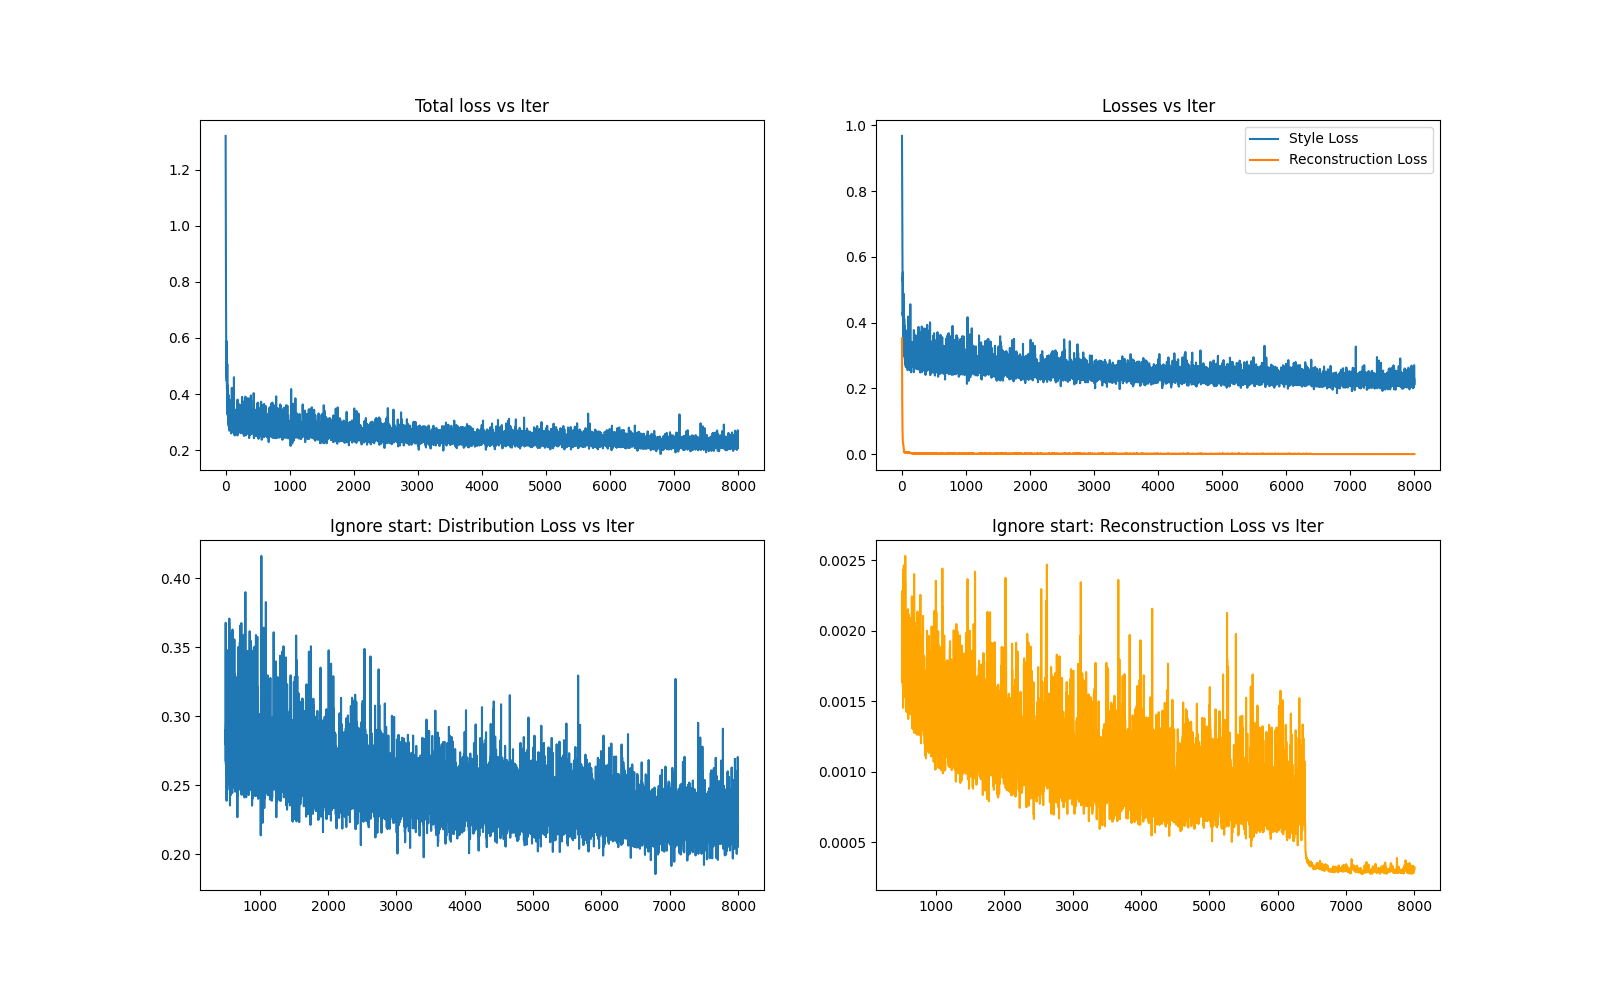 Total loss vs Iter
1.2
1.0
0.8
0.6
0.4
0.2
0 1000 2000 3000 4000 5000 6000 7000 8000
Losses vs Iter
1.0
0.8
0.6
0.4
0.2
0.0
Style Loss
Reconstruction Loss
0 1000 2000 3000 4000 5000 6000 7000 8000
Ignore start: Distribution Loss vs Iter
0.40
0.35
0.30
0.25
0.20
1000 2000 3000 4000 5000 6000 7000 8000
Ignore start: Reconstruction Loss vs Iter
0.0025
0.0020
0.0015
0.0010
0.0005
1000 2000 3000 4000 5000 6000 7000 8000